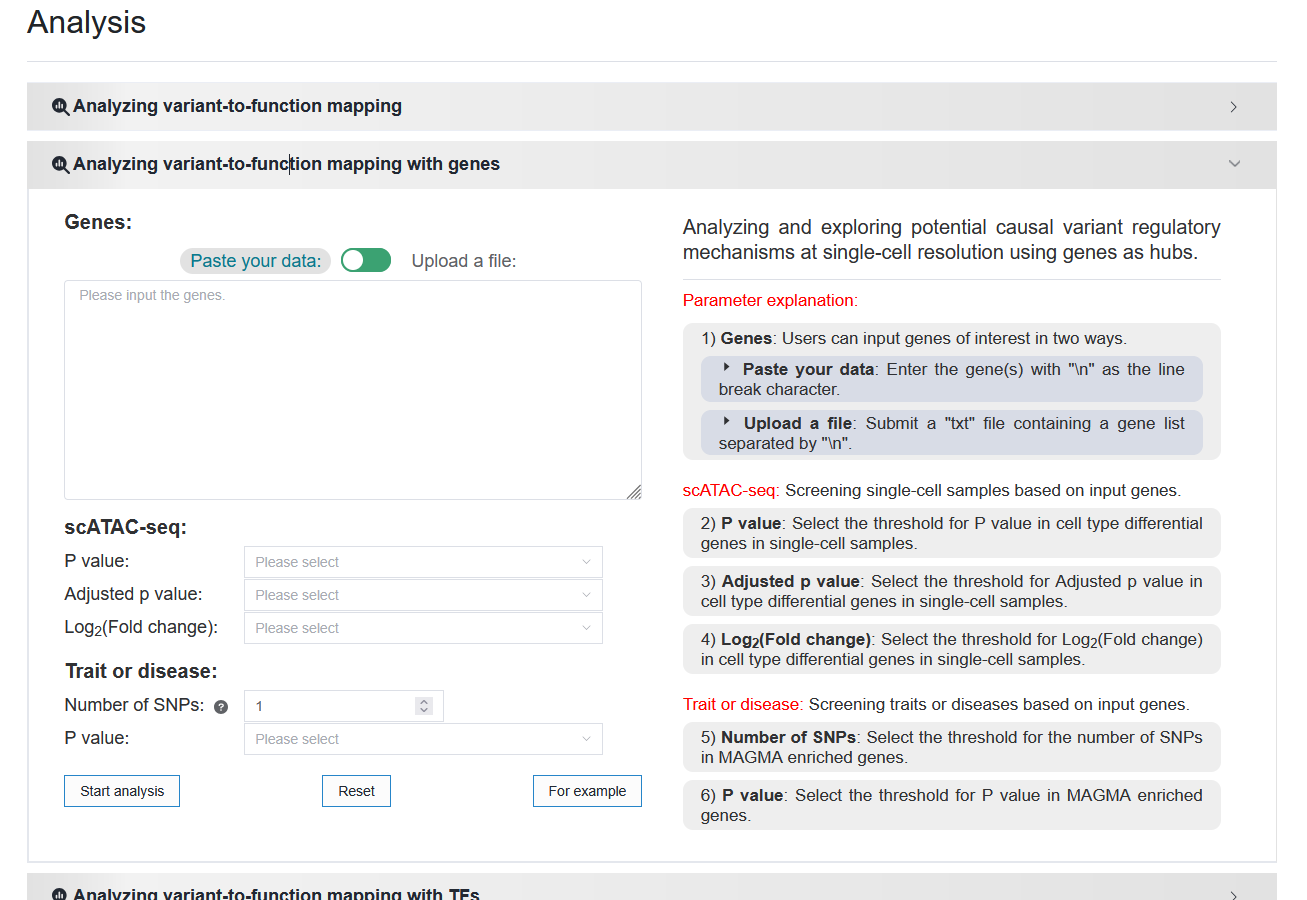 Analysis
Analyzing variant-to-function mapping
Analyzing variant-to-function mapping with genes
Genes:
Paste your data:
Upload a file:
Please input the genes.
scATAC-seq:
P value:
Please select
Adjusted p value:
Please select
Log2(Fold change):
Please select
Trait or disease:
Number of SNPs: ?
1
P value:
Please select
Start analysis
Reset
For example
Analyzing and exploring potential causal variant regulatory
mechanisms at single-cell resolution using genes as hubs.
Parameter explanation:
1) Genes: Users can input genes of interest in two ways.
‣ Paste your data: Enter the gene(s) with "\n" as the line
break character.
‣ Upload a file: Submit a "txt" file containing a gene list
separated by "\n".
scATAC-seq: Screening single-cell samples based on input genes.
2) P value: Select the threshold for P value in cell type differential
genes in single-cell samples.
3) Adjusted p value: Select the threshold for Adjusted p value in
cell type differential genes in single-cell samples.
4) Log2(Fold change): Select the threshold for Log2(Fold change)
in cell type differential genes in single-cell samples.
Trait or disease: Screening traits or diseases based on input genes.
5) Number of SNPs: Select the threshold for the number of SNPs
in MAGMA enriched genes.
6) P value: Select the threshold for P value in MAGMA enriched
genes.
Analyzing variant-to-function mapping with TFs